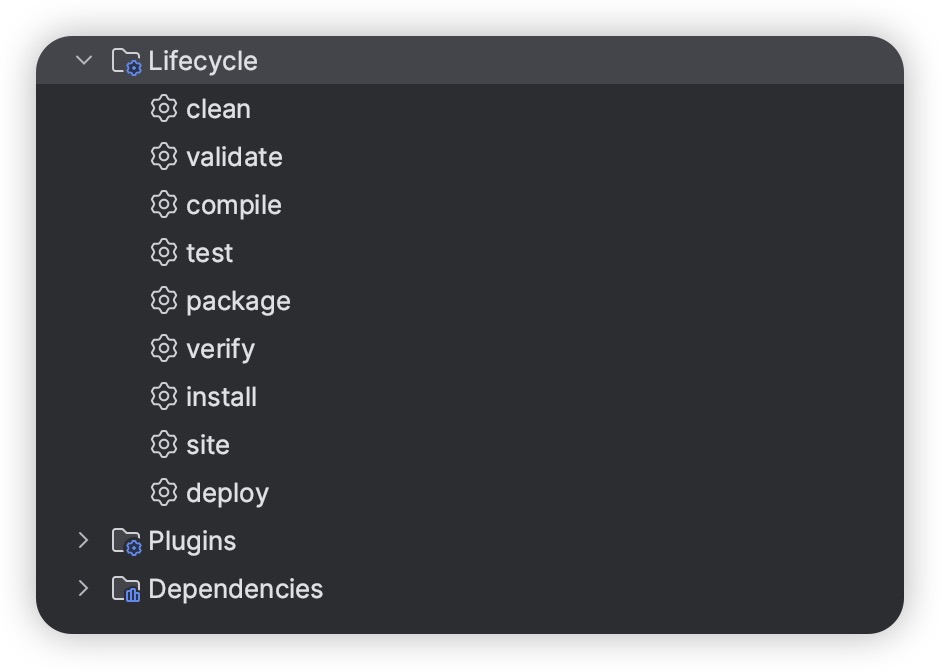 Lifecycle
clean
validate
compile
test
package
verify
install
site
deploy
Plugins
Dependencies